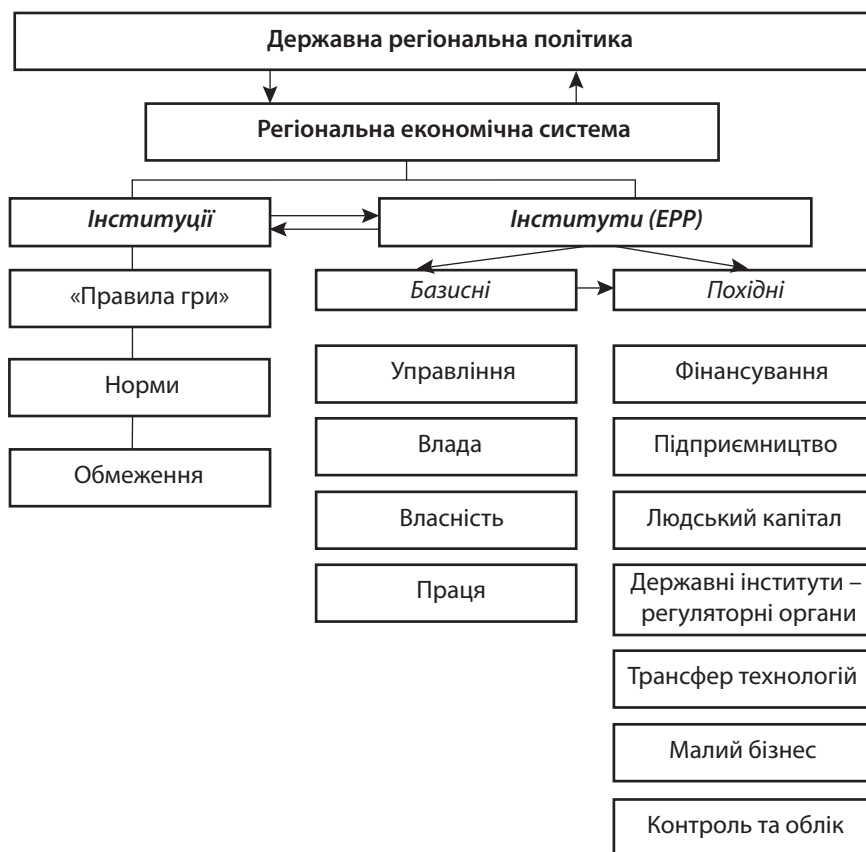 Державна регіональна політика
Регіональна економічна система
Інституції
Інститути (ЕРР)
«Правила гри»
Норми
Обмеження
Базисні
Похідні
Управління
Влада
Власність
Праця
Фінансування
Підприємництво
Людський капітал
Державні інститути –
регуляторні органи
Трансфер технологій
Малий бізнес
Контроль та облік